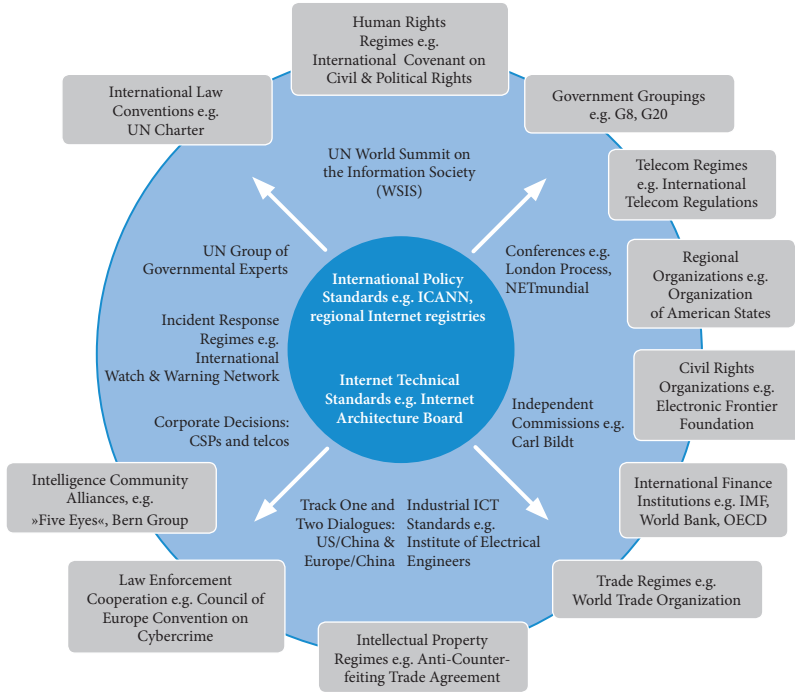 Human Rights
Regimes e.g.
International Covenant on
Civil & Political Rights
International Law
Conventions e.g.
UN Charter
Government Groupings
e.g. G8, G20
UN World Summit on
the Information Society
(WSIS)
Telecom Regimes
e.g. International
Telecom Regulations
UN Group of
Governmental Experts
Conferences e.g.
London Process,
NETmundial
Regional
Organizations e.g.
Organization
of American States
International Policy
Standards e.g. ICANN,
regional Internet registries
Incident Response
Regimes e.g.
International
Watch & Warning Network
Internet Technical
Standards e.g. Internet
Architecture Board
Civil Rights
Organizations e.g.
Electronic Frontier
Foundation
Corporate Decisions:
CSPs and telcos
Independent
Commissions e.g.
Carl Bildt
Intelligence Community
Alliances, e.g.
»Five Eyes«, Bern Group
International Finance
Institutions e.g. IMF,
World Bank, OECD
Track One and
Two Dialogues:
US/China &
Europe/China
Industrial ICT
Standards e.g.
Institute of Electrical
Engineers
Law Enforcement
Cooperation e.g. Council of
Europe Convention on
Cybercrime
Trade Regimes e.g.
World Trade Organization
Intellectual Property
Regimes e.g. Anti-Counter-
feiting Trade Agreement